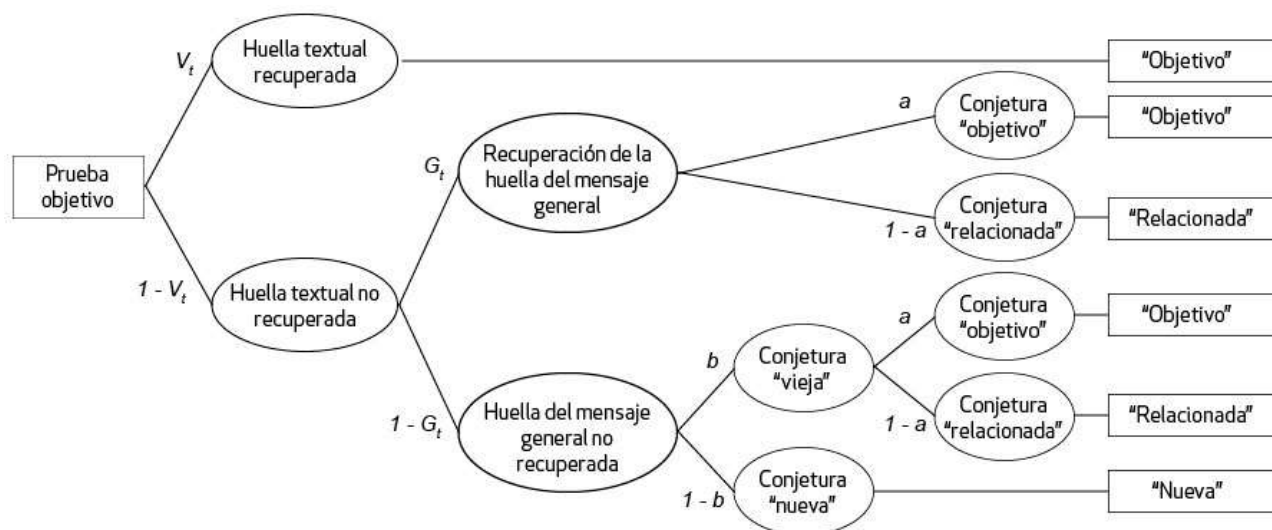 Prueba
objetivo
V_t
1 - V_t
Huella textual
recuperada
Huella textual no
recuperada
G_t
1 - G_t
Recuperación de la
huella del mensaje
general
Huella del mensaje
general no
recuperada
a
1 - a
Conjetura
“objetivo”
Conjetura
“relacionada”
b
1 - b
Conjetura
“vieja”
Conjetura
“nueva”
a
1 - a
Conjetura
“objetivo”
Conjetura
“relacionada”
“Objetivo”
“Objetivo”
“Relacionada”
“Objetivo”
“Relacionada”
“Nueva”